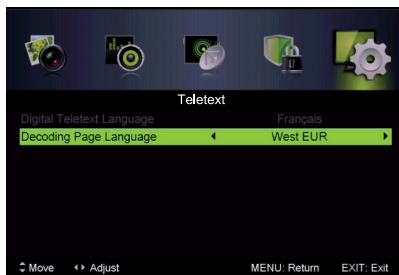 Teletext
Digital Teletext Language Français
Decoding Page Language West EUR
Move Adjust MENU: Return EXIT: Exit